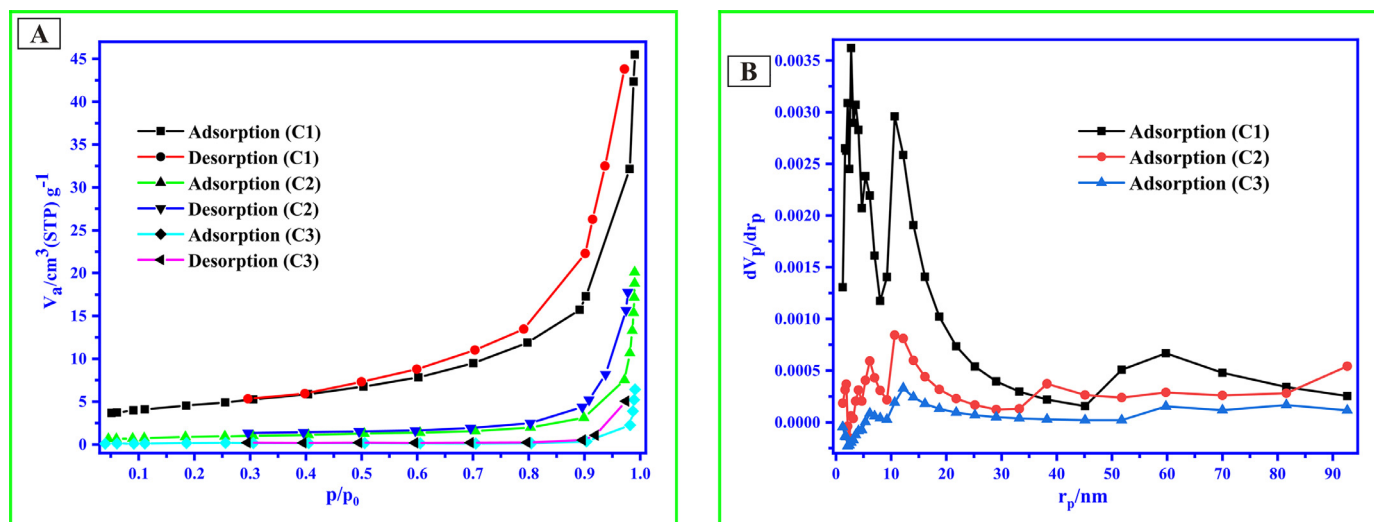 A
45
40
35
30
25
20
15
10
5
0
Va/cm3(STP) g-1
Adsorption (C1)
Desorption (C1)
Adsorption (C2)
Desorption (C2)
Adsorption (C3)
Desorption (C3)
0.1 0.2 0.3 0.4 0.5 0.6 0.7 0.8 0.9 1.0
p/p0
B
0.0035
0.0030
0.0025
0.0020
0.0015
0.0010
0.0005
0.0000
dVp/drp
Adsorption (C1)
Adsorption (C2)
Adsorption (C3)
0 10 20 30 40 50 60 70 80 90
rp/nm